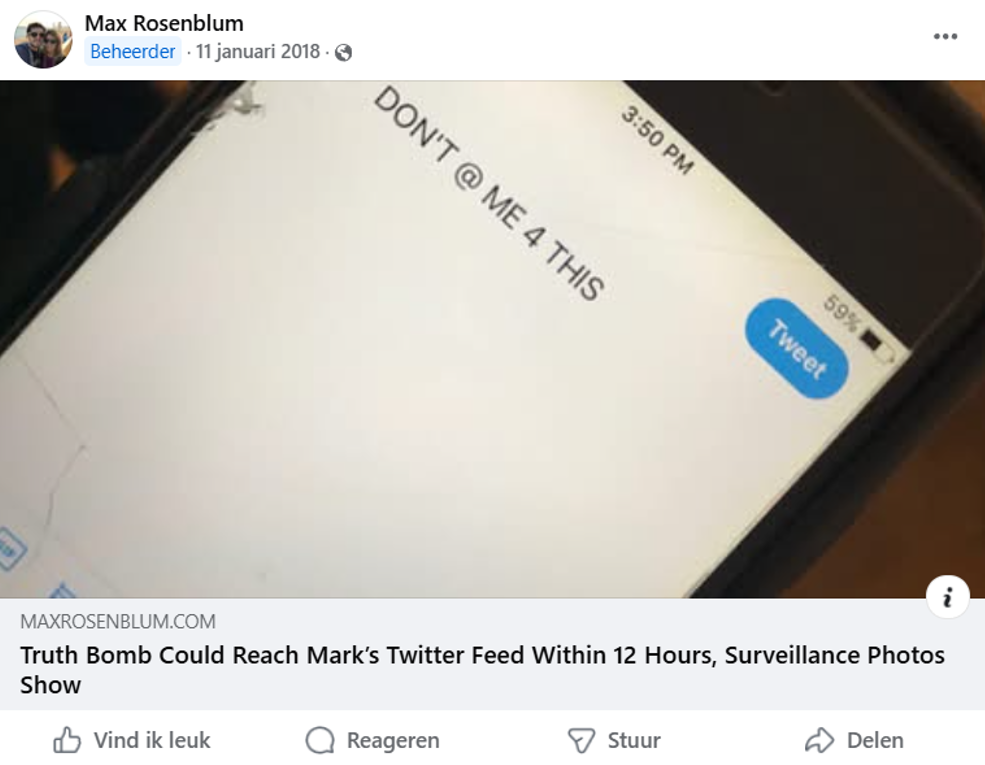 Max Rosenblum
Beheerder · 11 januari 2018 ·
DON'T @ ME 4 THIS
3:50 PM
59%
Tweet
GIF
MAXROSENBLUM.COM
Truth Bomb Could Reach Mark’s Twitter Feed Within 12 Hours, Surveillance Photos
Show
Vind ik leuk Reageren Stuur Delen